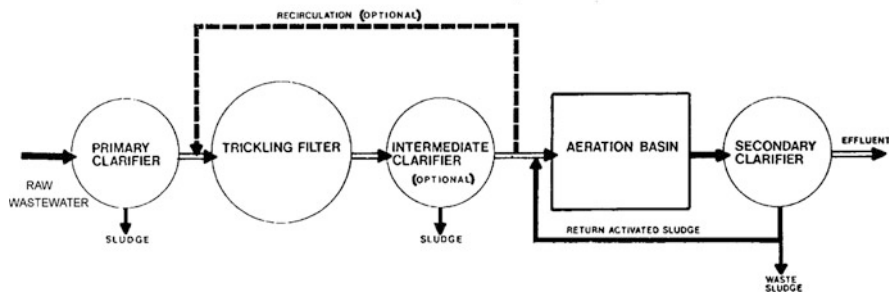 RECIRCULATION (OPTIONAL)
PRIMARY
CLARIFIER
TRICKLING FILTER
INTERMEDIATE
CLARIFIER
(OPTIONAL)
AERATION BASIN
SECONDARY
CLARIFIER
EFFLUENT
RAW
WASTEWATER
SLUDGE
SLUDGE
RETURN ACTIVATED SLUDGE
WASTE
SLUDGE